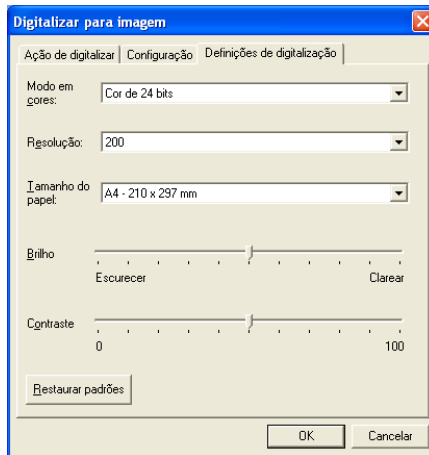 Digitalizar para imagem
Ação de digitalizar
Configuração
Definições de digitalização
Modo em
cores:
Cor de 24 bits
Resolução:
200
Tamanho do
papel:
A4 - 210 x 297 mm
Brilho
Escurecer
Clarear
Contraste
0
100
Restaurar padrões
OK
Cancelar